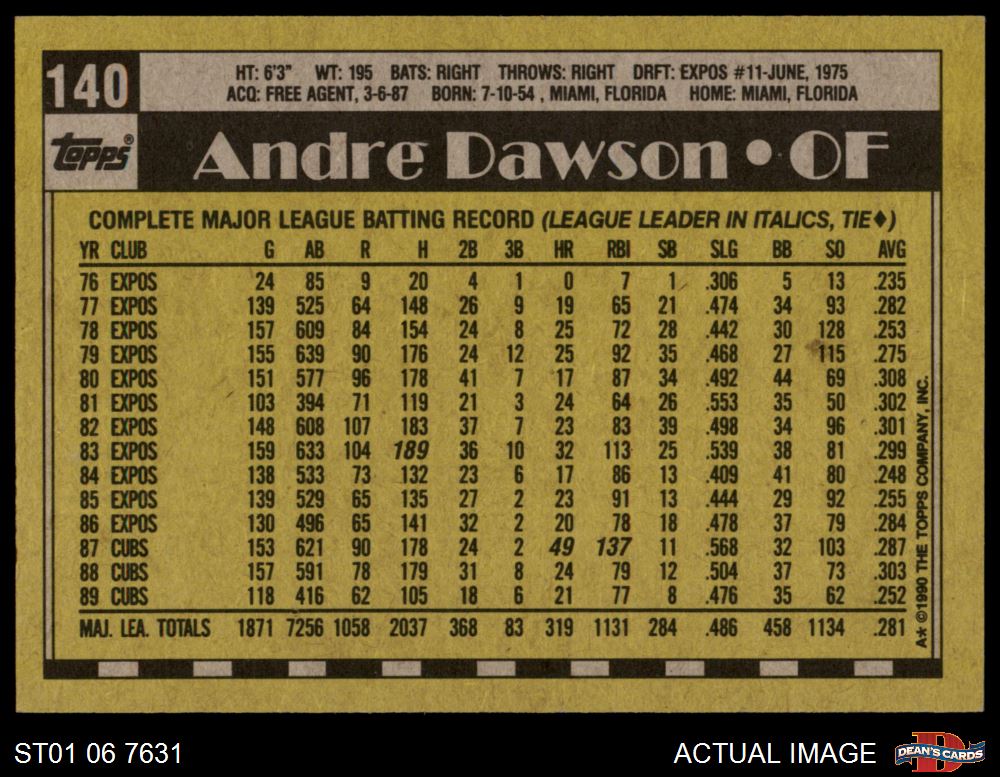 140
HT: 6'3" WT: 195 BATS: RIGHT THROWS: RIGHT DRFT: EXPOS #11-JUNE, 1975
ACQ: FREE AGENT, 3-6-87 BORN: 7-10-54 , MIAMI, FLORIDA HOME: MIAMI, FLORIDA
topps®
Andre Dawson • OF
COMPLETE MAJOR LEAGUE BATTING RECORD (LEAGUE LEADER IN ITALICS, TIE♦)
YR CLUB G AB R H 2B 3B HR RBI SB SLG BB SO AVG
76 EXPOS 24 85 9 20 4 1 0 7 1 .306 5 13 .235
77 EXPOS 139 525 64 148 26 9 19 65 21 .474 34 93 .282
78 EXPOS 157 609 84 154 24 8 25 72 28 .442 30 128 .253
79 EXPOS 155 639 90 176 24 12 25 92 35 .468 27 115 .275
80 EXPOS 151 577 96 178 41 7 17 87 34 .492 44 69 .308
81 EXPOS 103 394 71 119 21 3 24 64 26 .553 35 50 .302
82 EXPOS 148 608 107 183 37 7 23 83 39 .498 34 96 .301
83 EXPOS 159 633 104 189 36 10 32 113 25 .539 38 81 .299
84 EXPOS 138 533 73 132 23 6 17 86 13 .409 41 80 .248
85 EXPOS 139 529 65 135 27 2 23 91 13 .444 29 92 .255
86 EXPOS 130 496 65 141 32 2 20 78 18 .478 37 79 .284
87 CUBS 153 621 90 178 24 2 49 137 11 .568 32 103 .287
88 CUBS 157 591 78 179 31 8 24 79 12 .504 37 73 .303
89 CUBS 118 416 62 105 18 6 21 77 8 .476 35 62 .252
MAJ. LEA. TOTALS 1871 7256 1058 2037 368 83 319 1131 284 .486 458 1134 .281
A★ ©1990 THE TOPPS COMPANY, INC.
ST01 06 7631
ACTUAL IMAGE
D
DEAN'S CARDS